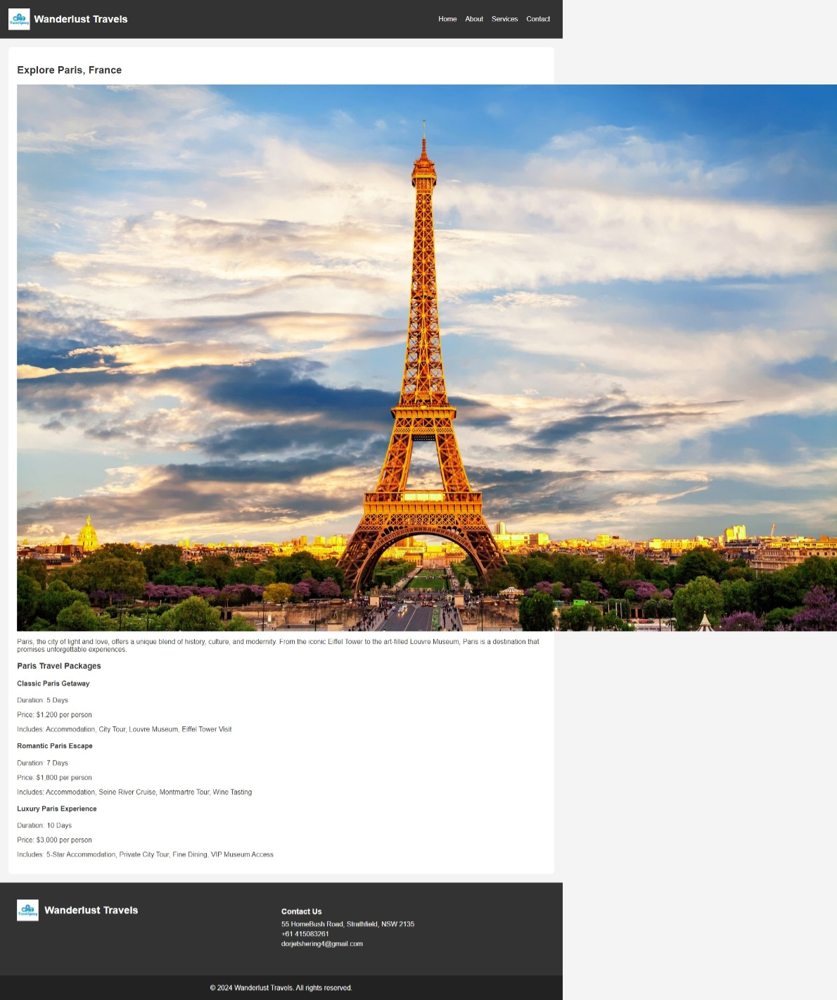 Wanderlust Travels
Home About Services Contact
Explore Paris, France
Paris, the city of light and love, offers a unique blend of history, culture, and modernity. From the iconic Eiffel Tower to the art-filled Louvre Museum, Paris is a destination that
promises unforgettable experiences.
Paris Travel Packages
Classic Paris Getaway
Duration: 5 Days
Price: $1,200 per person
Includes: Accommodation, City Tour, Louvre Museum, Eiffel Tower Visit
Romantic Paris Escape
Duration: 7 Days
Price: $1,800 per person
Includes: Accommodation, Seine River Cruise, Montmartre Tour, Wine Tasting
Luxury Paris Experience
Duration: 10 Days
Price: $3,000 per person
Includes: 5-Star Accommodation, Private City Tour, Fine Dining, VIP Museum Access
Wanderlust Travels
Contact Us
55 HomeBush Road, Strathfield, NSW 2135
+61 415083261
dorjetshering4@gmail.com
© 2024 Wanderlust Travels. All rights reserved.